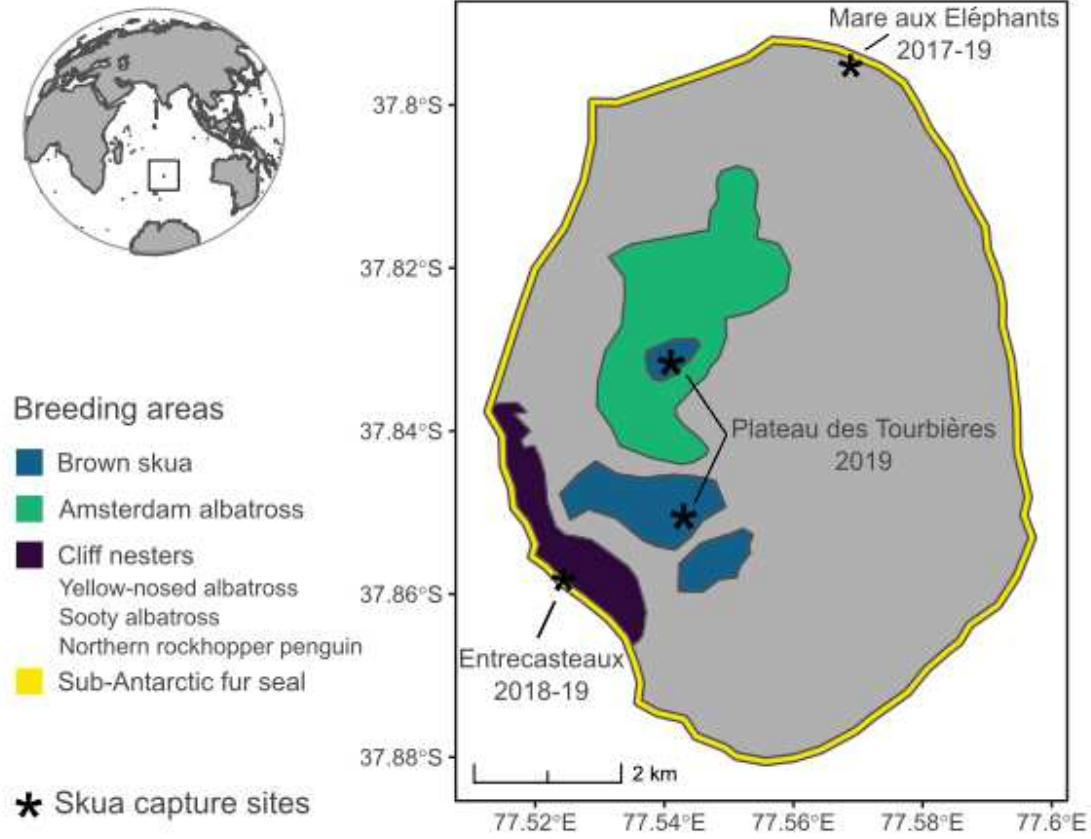 Mare aux Eléphants
2017-19
37.8°S
37.82°S
37.84°S
37.86°S
37.88°S
Plateau des Tourbières
2019
Entrecasteaux
2018-19
2 km
77.52°E
77.54°E
77.56°E
77.58°E
77.6°E
Breeding areas
Brown skua
Amsterdam albatross
Cliff nesters
Yellow-nosed albatross
Sooty albatross
Northern rockhopper penguin
Sub-Antarctic fur seal
* Skua capture sites